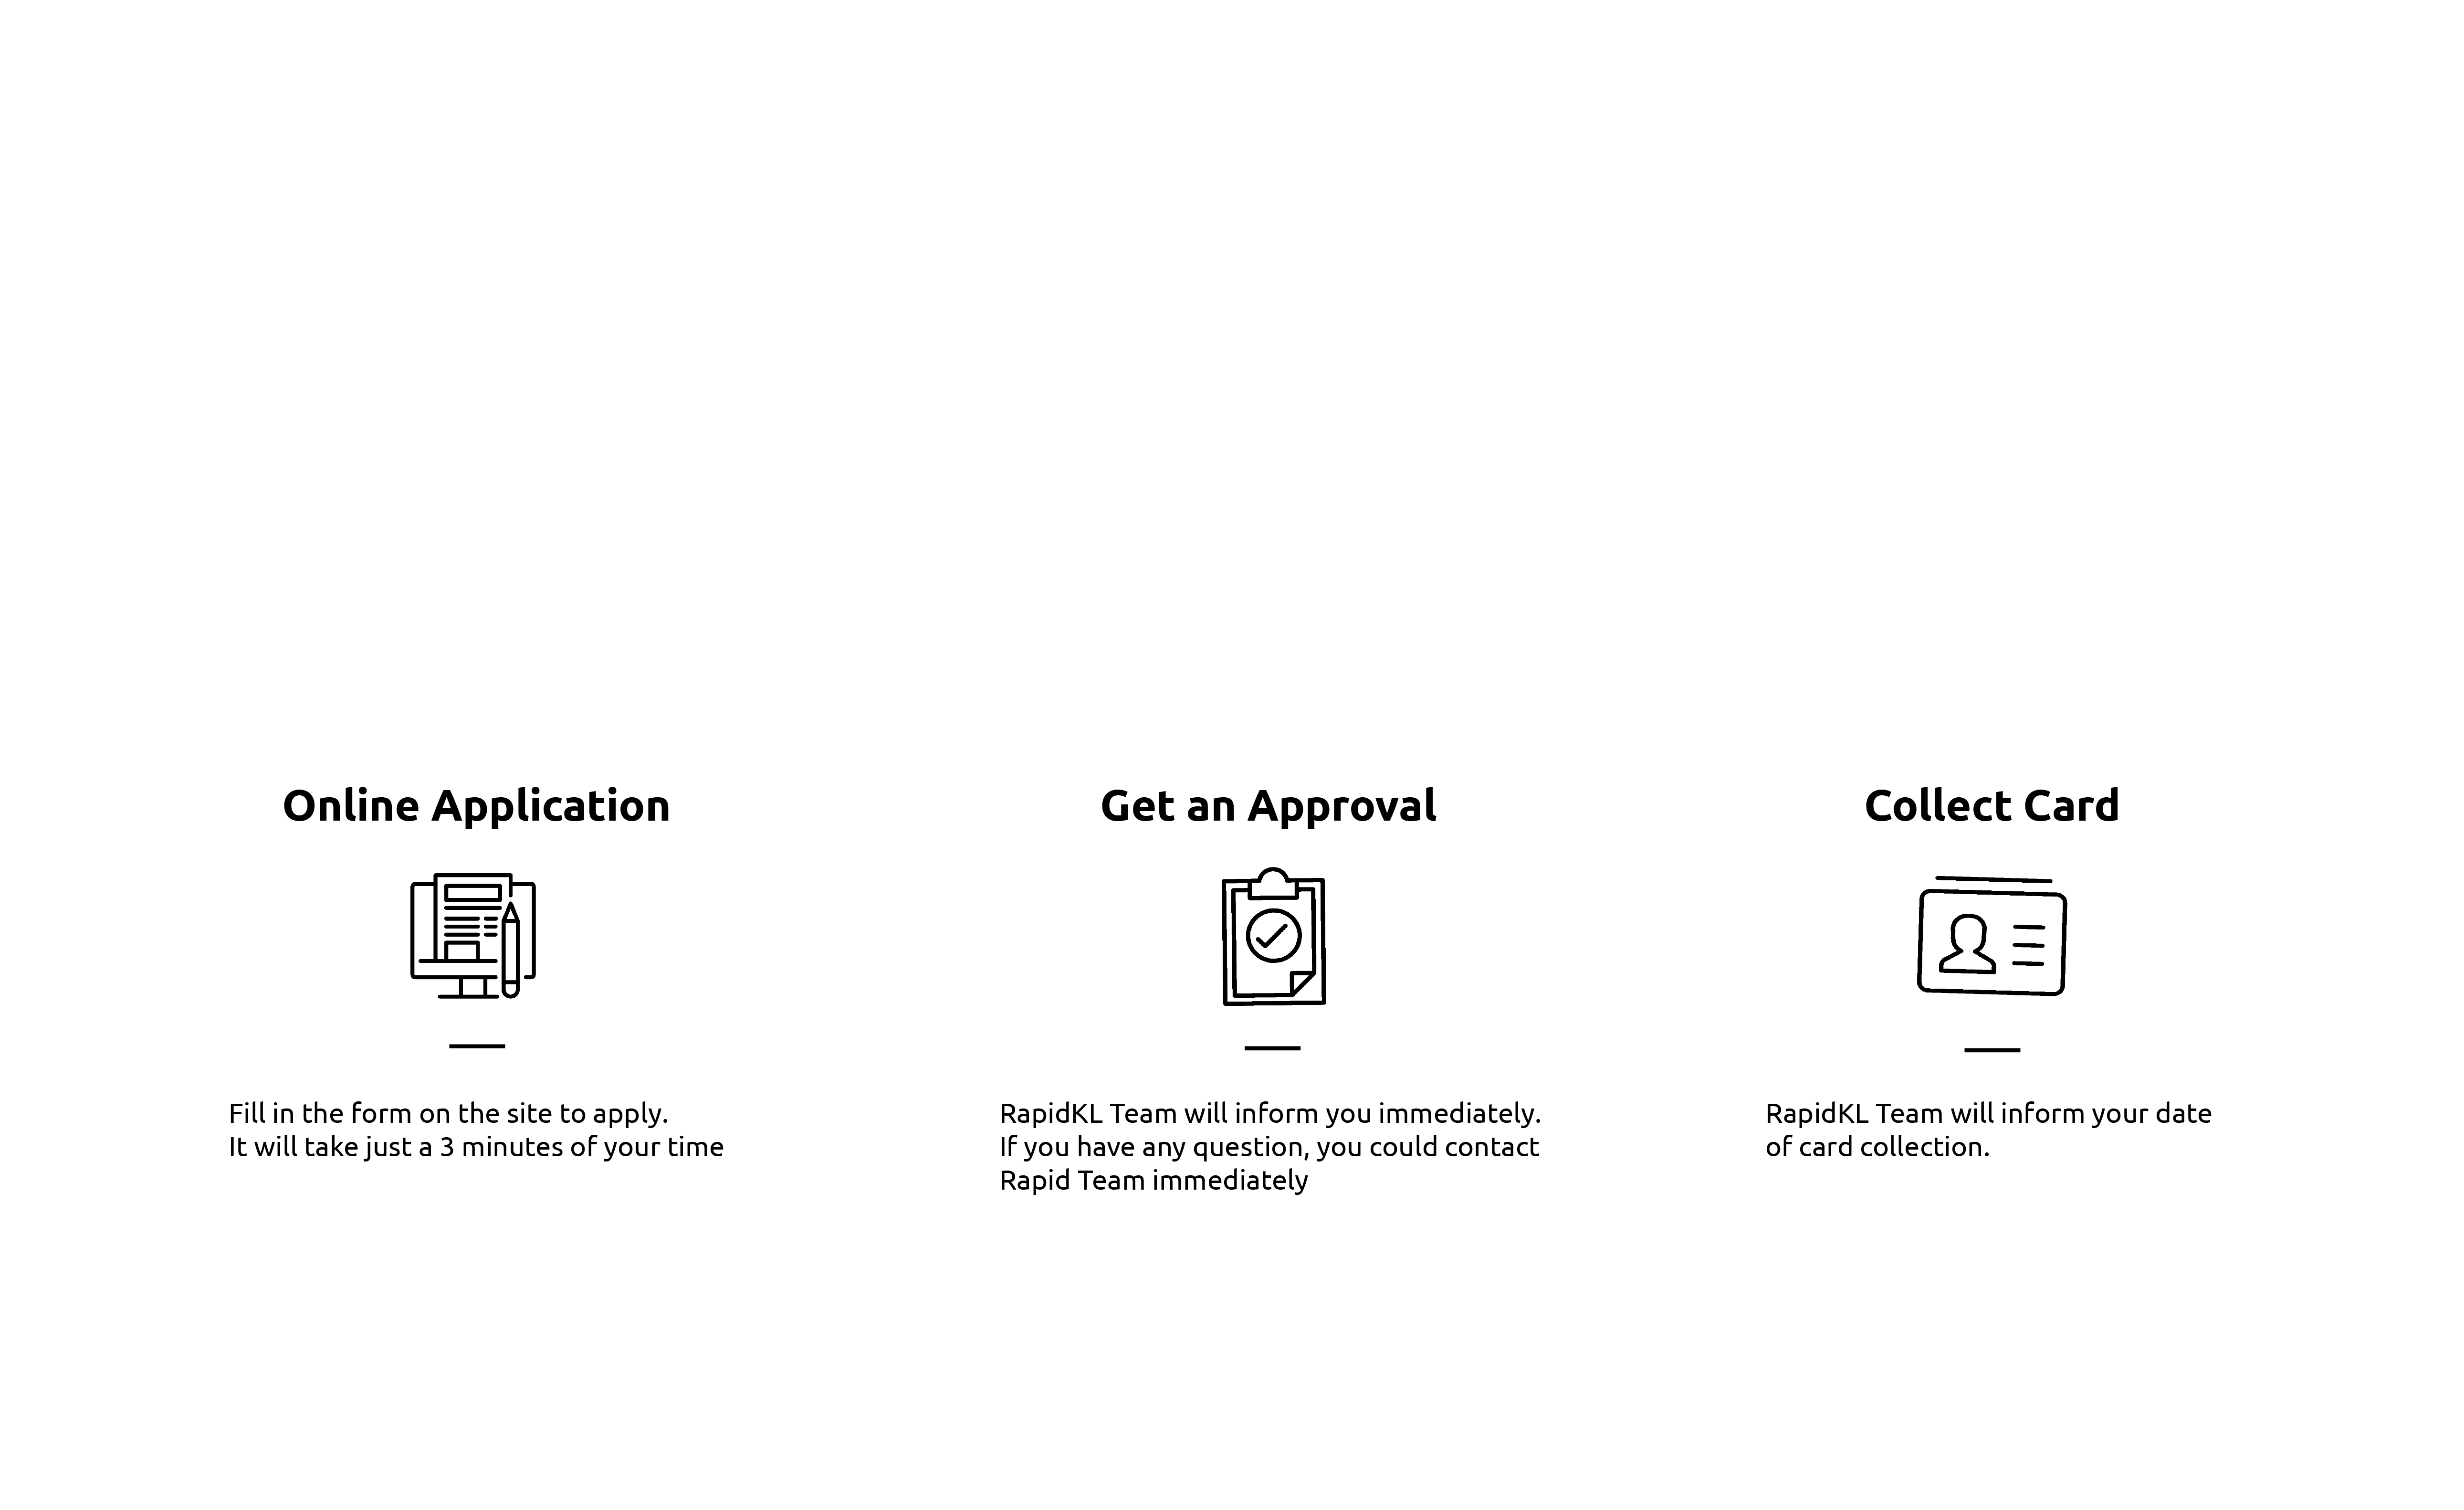 Online Application
Fill in the form on the site to apply.
It will take just a 3 minutes of your time
Get an Approval
RapidKL Team will inform you immediately.
If you have any question, you could contact
Rapid Team immediately
Collect Card
RapidKL Team will inform your date
of card collection.